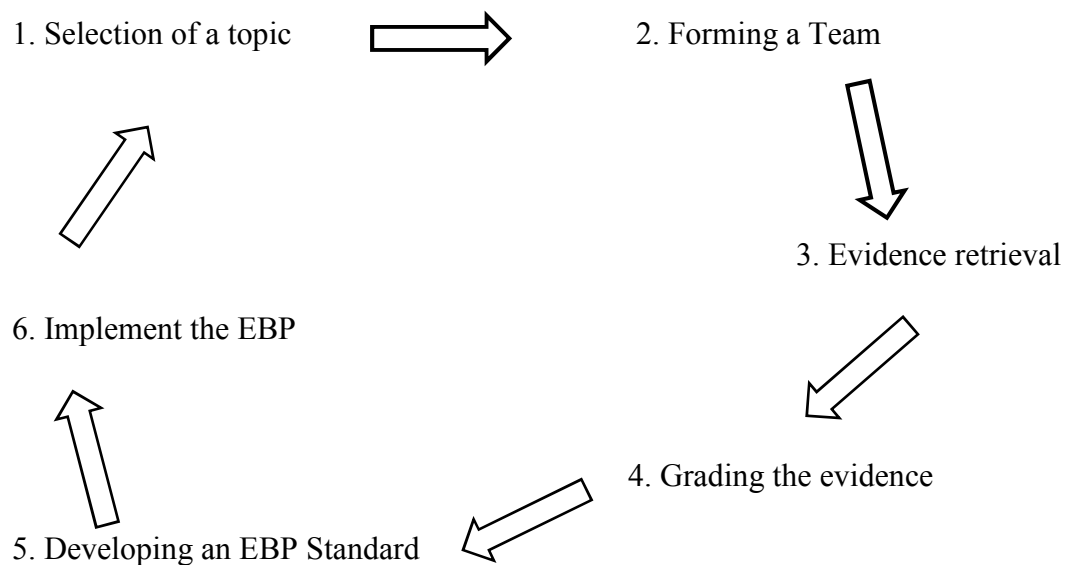 1. Selection of a topic
2. Forming a Team
3. Evidence retrieval
4. Grading the evidence
5. Developing an EBP Standard
6. Implement the EBP